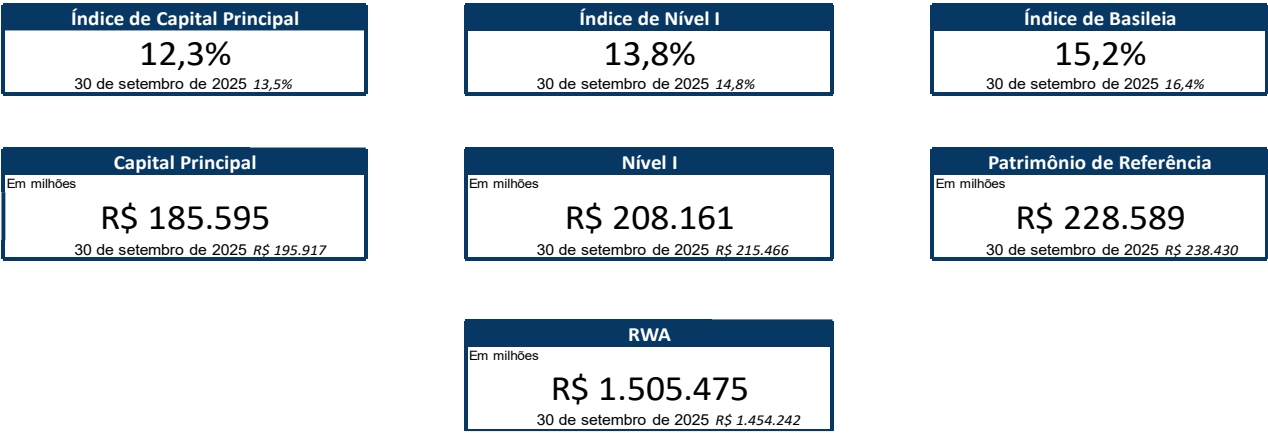 Índice de Capital Principal
12,3%
30 de setembro de 2025 13,5%
Índice de Nível I
13,8%
30 de setembro de 2025 14,8%
Índice de Basileia
15,2%
30 de setembro de 2025 16,4%
Capital Principal
Em milhões
R$ 185.595
30 de setembro de 2025 R$ 195.917
Nível I
Em milhões
R$ 208.161
30 de setembro de 2025 R$ 215.466
Patrimônio de Referência
Em milhões
R$ 228.589
30 de setembro de 2025 R$ 238.430
RWA
Em milhões
R$ 1.505.475
30 de setembro de 2025 R$ 1.454.242